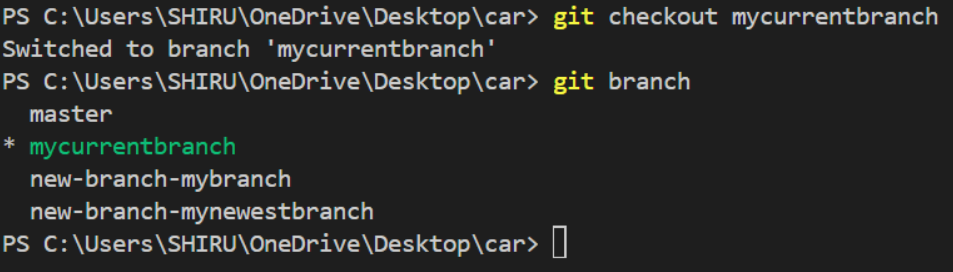 PS C:\Users\SHIRU\OneDrive\Desktop\car> git checkout mycurrentbranch
Switched to branch 'mycurrentbranch'
PS C:\Users\SHIRU\OneDrive\Desktop\car> git branch
  master
* mycurrentbranch
  new-branch-mybranch
  new-branch-mynewestbranch
PS C:\Users\SHIRU\OneDrive\Desktop\car>